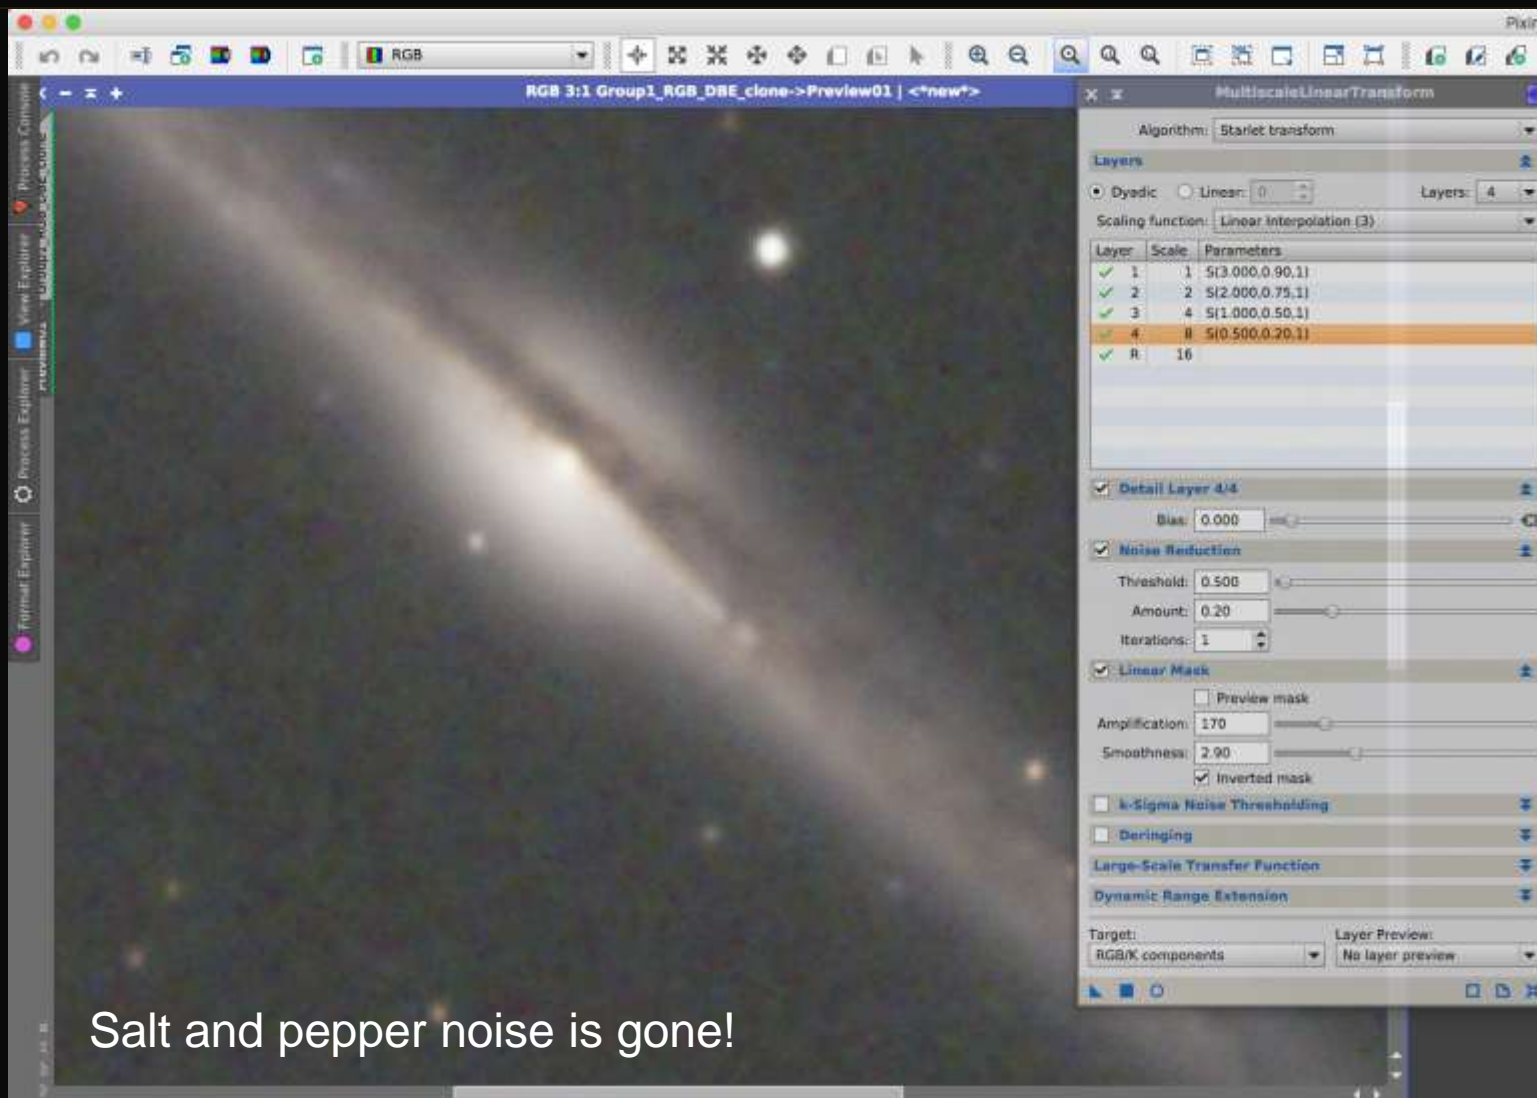 Pixin
RGB
RGB 3:1 Group1_RGB_DBE_clone->Preview01 | <*new*>
Process Console
View Explorer
Process Explorer
Format Explorer
Preview01
MultiscaleLinearTransform
Algorithm: Starlet transform
Layers
Dyadic Linear: 0 Layers: 4
Scaling function: Linear Interpolation (3)
Layer Scale Parameters
1 1 S(3.000,0.90,1)
2 2 S(2.000,0.75,1)
3 4 S(1.000,0.50,1)
4 8 S(0.500,0.20,1)
R 16
Detail Layer 4/4
Bias: 0.000
Noise Reduction
Threshold: 0.500
Amount: 0.20
Iterations: 1
Linear Mask
Preview mask
Amplification: 170
Smoothness: 2.90
Inverted mask
k-Sigma Noise Thresholding
Deringing
Large-Scale Transfer Function
Dynamic Range Extension
Target: Layer Preview:
RGB/K components No layer preview
Salt and pepper noise is gone!